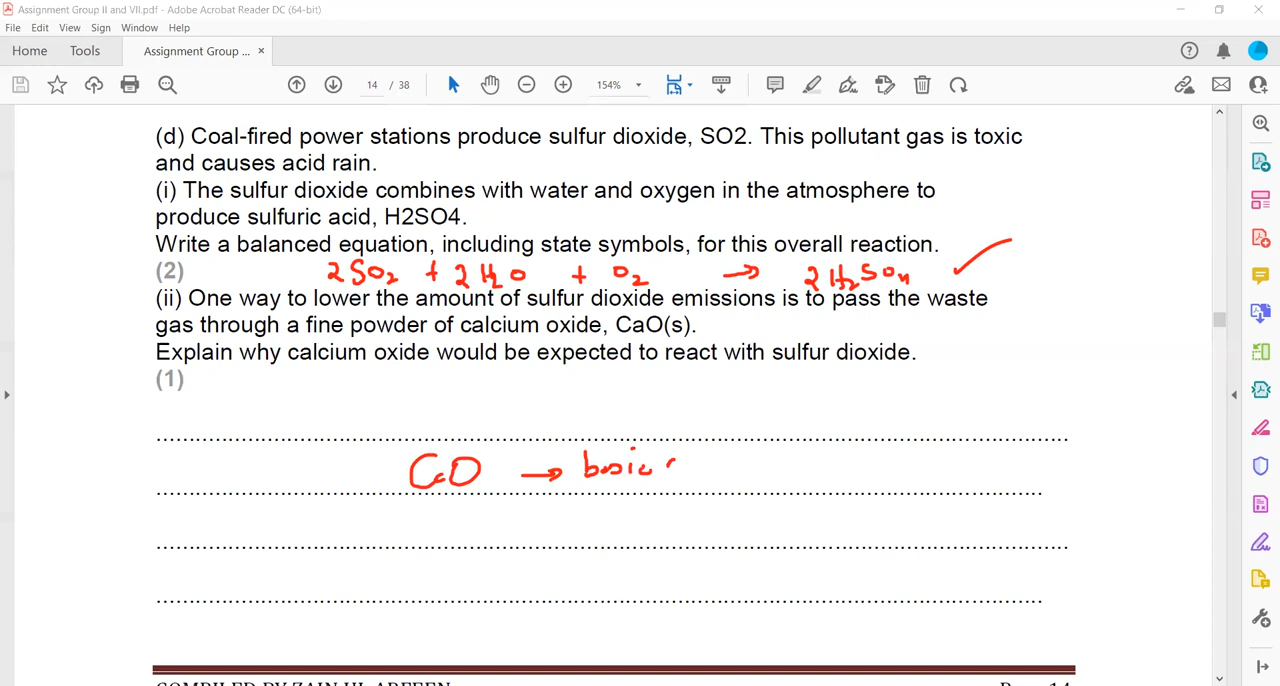 Assignment Group II and VII.pdf - Adobe Acrobat Reader DC (64-bit)
File Edit View Sign Window Help
Home Tools Assignment Group ... ×
14 / 38 154%
(d) Coal-fired power stations produce sulfur dioxide, SO2. This pollutant gas is toxic
and causes acid rain.
(i) The sulfur dioxide combines with water and oxygen in the atmosphere to
produce sulfuric acid, H2SO4.
Write a balanced equation, including state symbols, for this overall reaction.
(2) 2SO₂ + 2H₂O + O₂ → 2H₂SO₄ ✓
(ii) One way to lower the amount of sulfur dioxide emissions is to pass the waste
gas through a fine powder of calcium oxide, CaO(s).
Explain why calcium oxide would be expected to react with sulfur dioxide.
(1)
CaO → basic